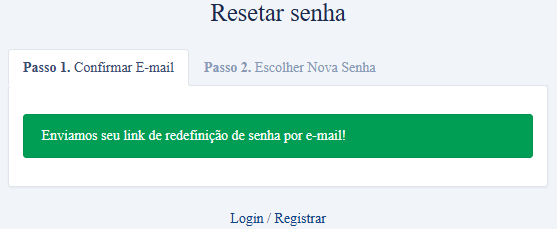 Resetar senha
Passo 1. Confirmar E-mail
Passo 2. Escolher Nova Senha
Enviamos seu link de redefinição de senha por e-mail!
Login / Registrar